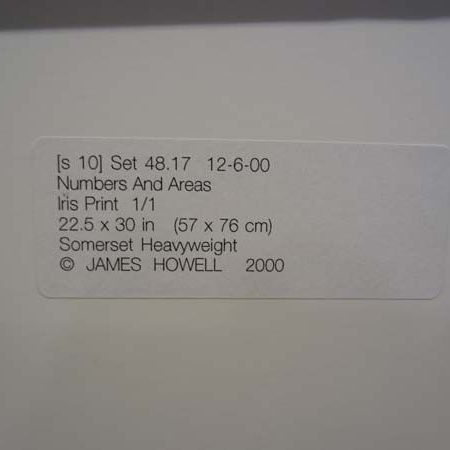 [s 10] Set 48.17 12-6-00
Numbers And Areas
Iris Print 1/1
22.5 x 30 in (57 x 76 cm)
Somerset Heavyweight
© JAMES HOWELL 2000